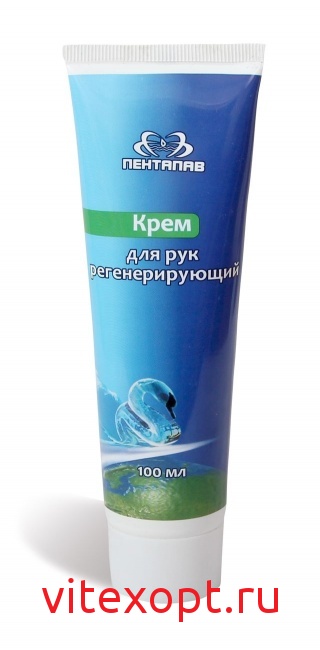 ПЕНТАПАВ
Крем
для рук
регенерирующий
100 мл
vitexopt.ru